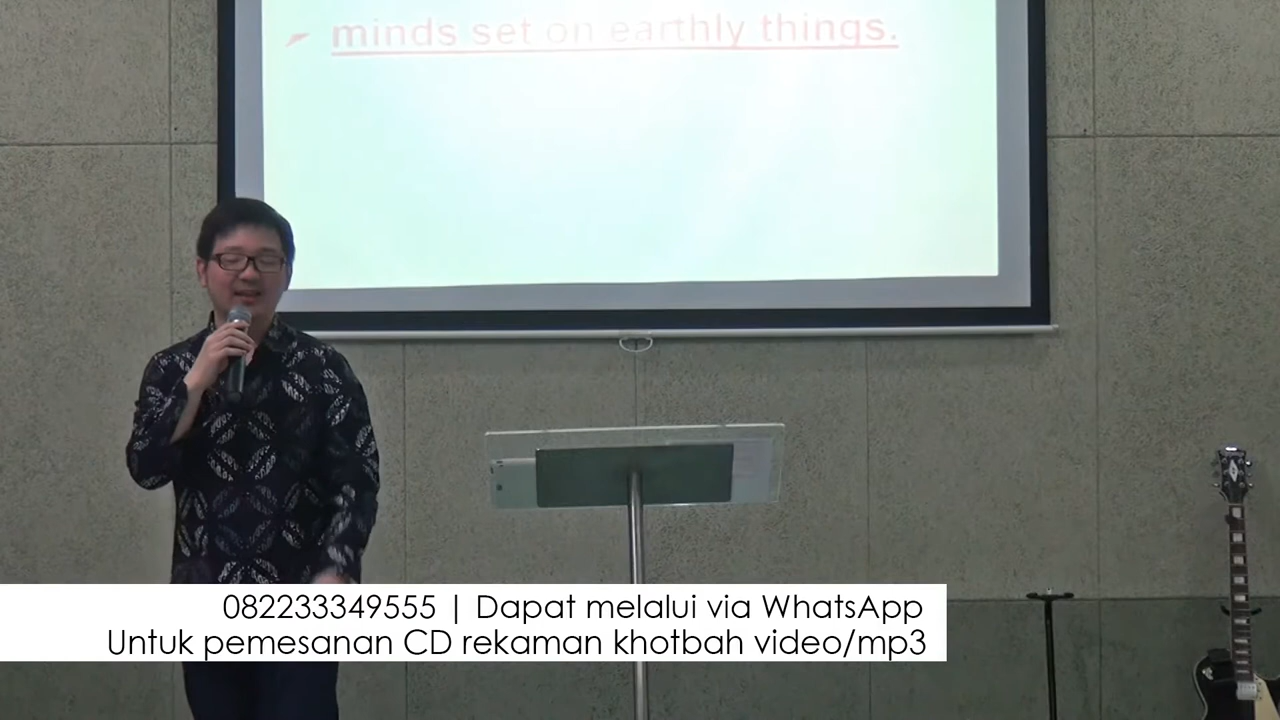 minds set on earthly things.
082233349555 | Dapat melalui via WhatsApp
Untuk pemesanan CD rekaman khotbah video/mp3